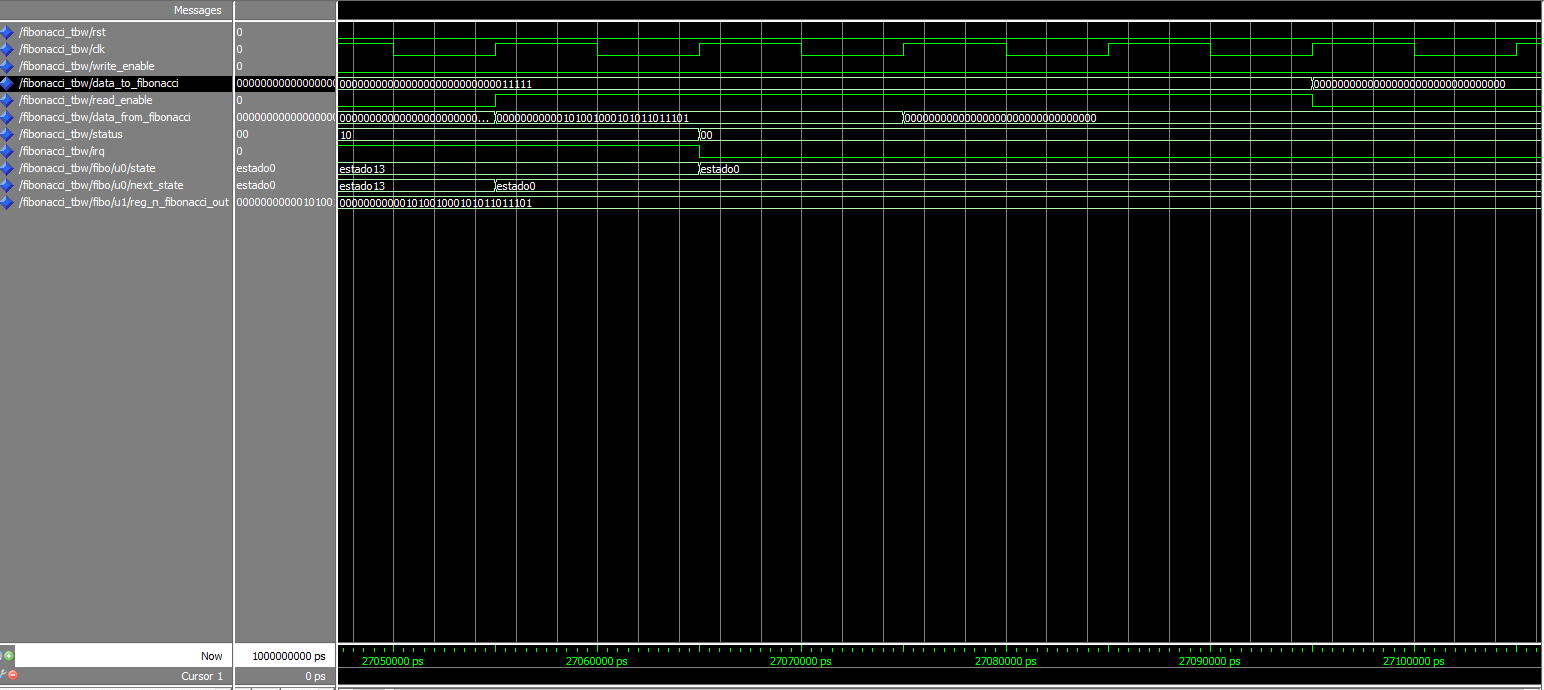 Messages
/fibonacci_tbw/rst 0
/fibonacci_tbw/clk 0
/fibonacci_tbw/write_enable 0
/fibonacci_tbw/data_to_fibonacci 0000000000000000 00000000000000000000000000011111 00000000000000000000000000000000
/fibonacci_tbw/read_enable 0
/fibonacci_tbw/data_from_fibonacci 0000000000000000 00000000000000000000000... 00000000000101001000101011011101 00000000000000000000000000000000
/fibonacci_tbw/status 00 10 00
/fibonacci_tbw/irq 0
/fibonacci_tbw/fibo/u0/state estado0 estado13 estado0
/fibonacci_tbw/fibo/u0/next_state estado0 estado13 estado0
/fibonacci_tbw/fibo/u1/reg_n_fibonacci_out 0000000000010100 00000000000101001000101011011101
Now 1000000000 ps 27050000 ps 27060000 ps 27070000 ps 27080000 ps 27090000 ps 27100000 ps
Cursor 1 0 ps